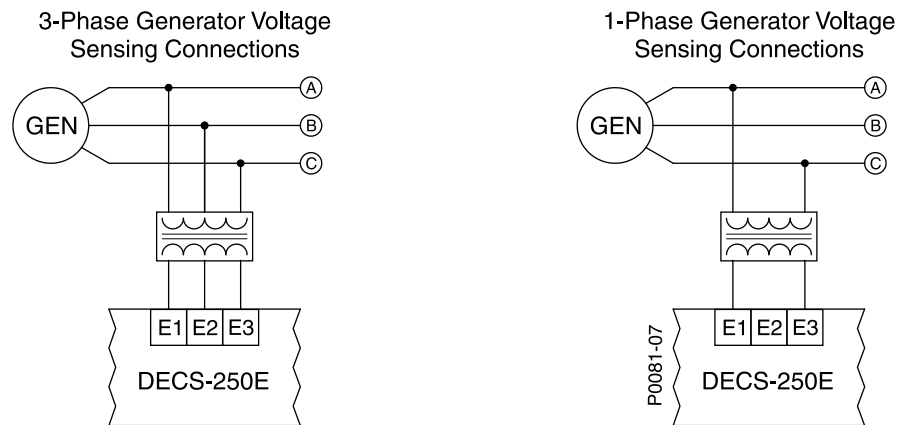 3-Phase Generator Voltage
Sensing Connections
GEN
A
B
C
E1 E2 E3
DECS-250E
1-Phase Generator Voltage
Sensing Connections
GEN
A
B
C
E1 E2 E3
DECS-250E
P0081-07